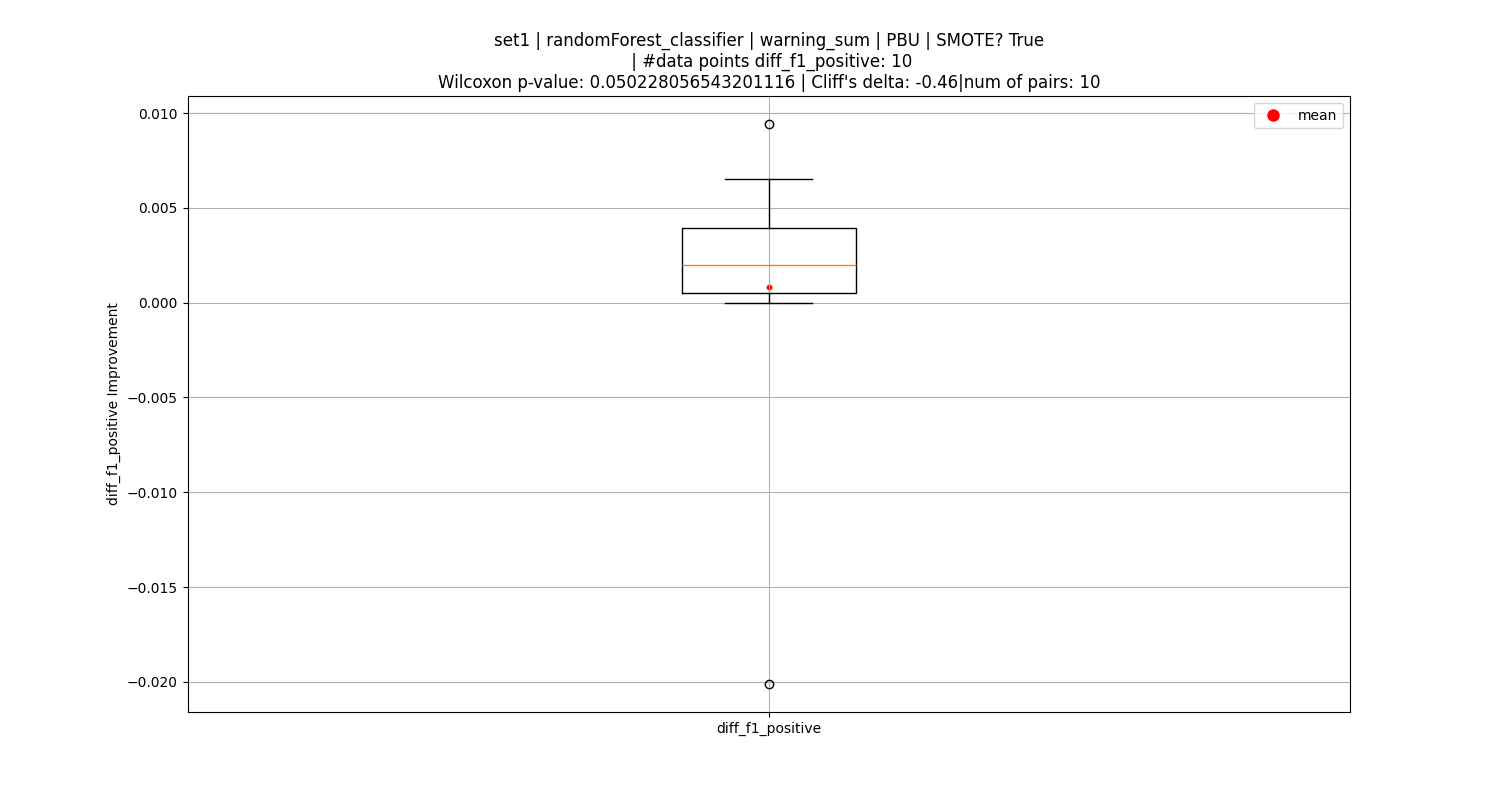 set1 | randomForest_classifier | warning_sum | PBU | SMOTE? True
| #data points diff_f1_positive: 10
Wilcoxon p-value: 0.050228056543201116 | Cliff's delta: -0.46|num of pairs: 10
mean
0.010
0.005
0.000
−0.005
−0.010
−0.015
−0.020
diff_f1_positive Improvement
diff_f1_positive